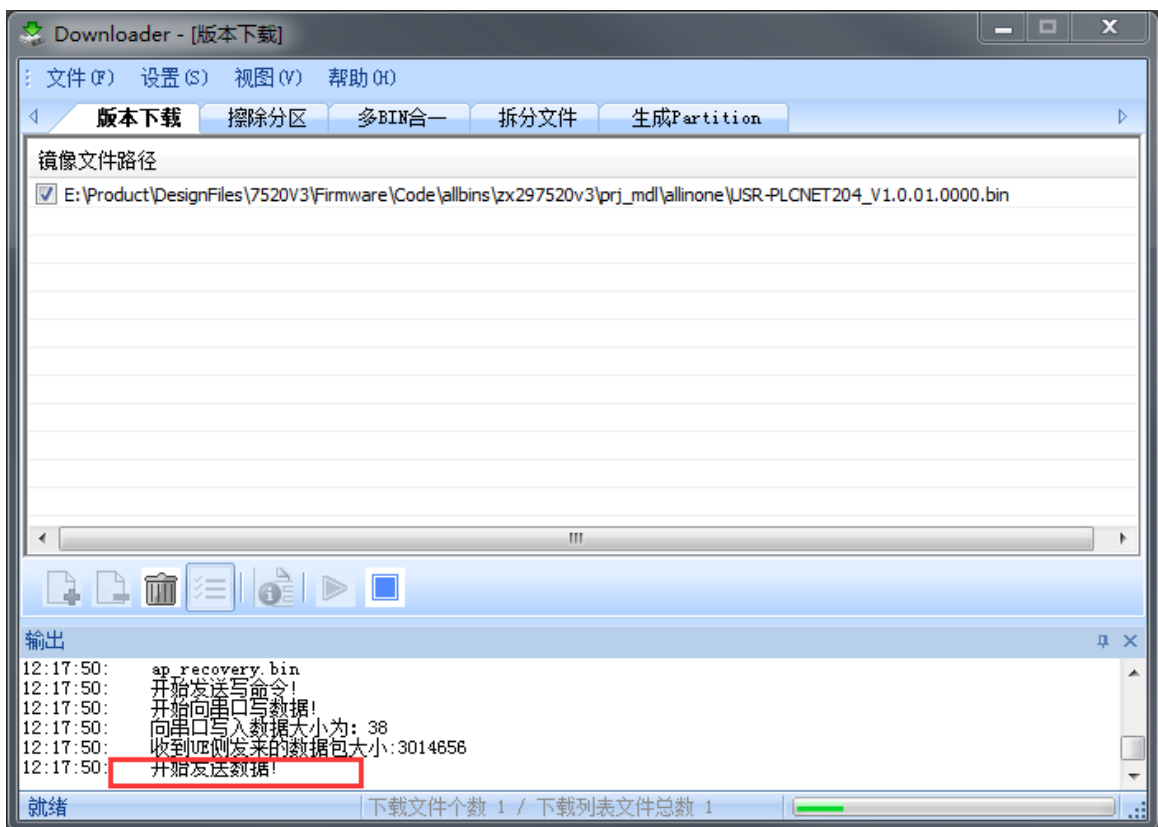 Downloader - [版本下载]
文件(F) 设置(S) 视图(V) 帮助(H)
版本下载 擦除分区 多BIN合一 拆分文件 生成Partition
镜像文件路径
E:\Product\DesignFiles\7520V3\Firmware\Code\allbins\zx297520v3\prj_mdl\allinone\USR-PLCNET204_V1.0.01.0000.bin
输出
12:17:50: ap_recovery.bin
12:17:50: 开始发送写命令!
12:17:50: 开始向串口写数据!
12:17:50: 向串口写入数据大小为: 38
12:17:50: 收到UE侧发来的数据包大小:3014656
12:17:50: 开始发送数据!
就绪 下载文件个数 1 / 下载列表文件总数 1